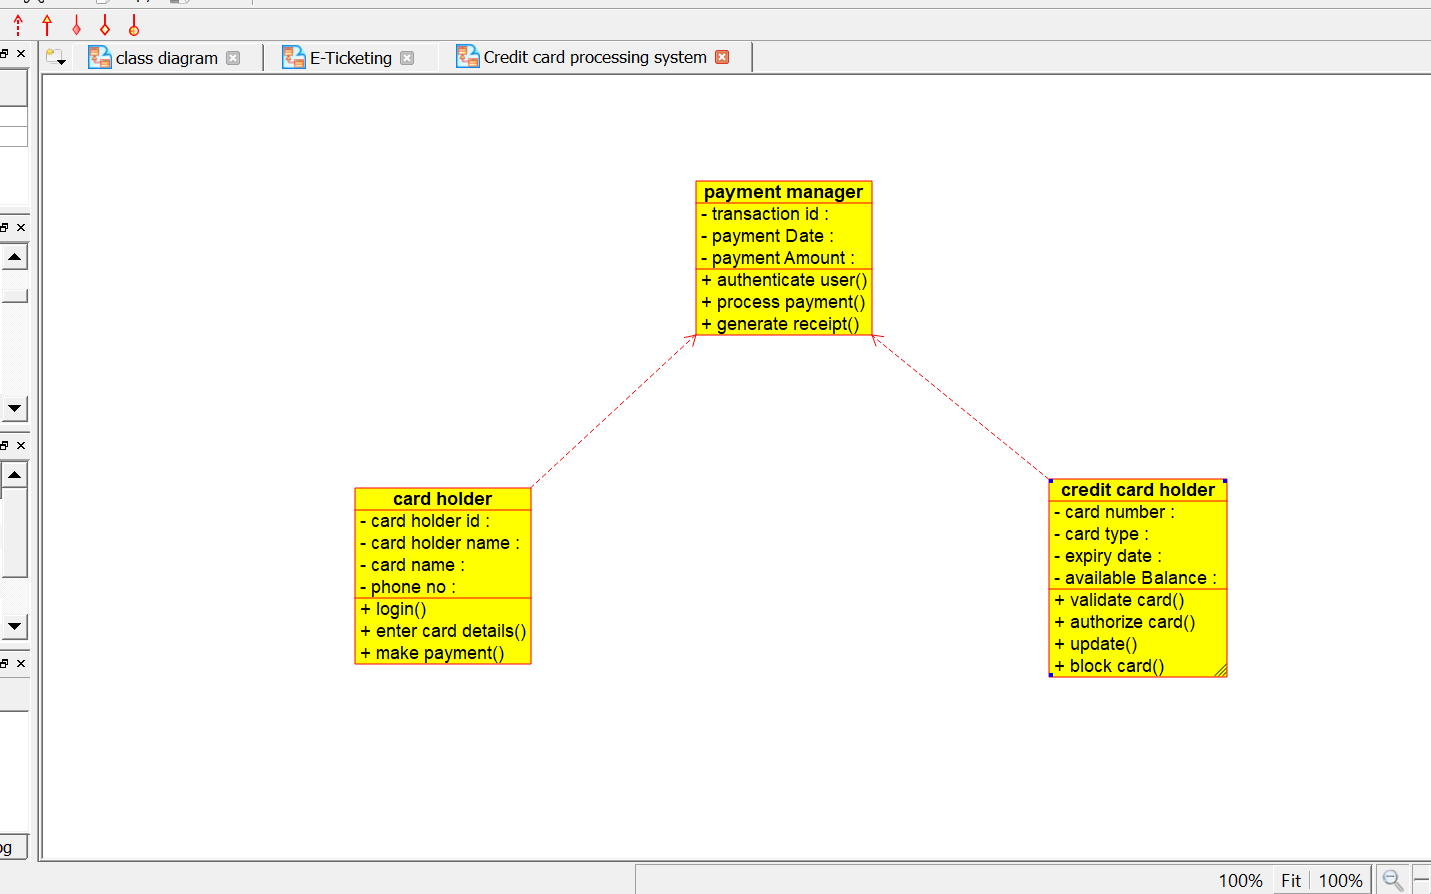 class diagram
E-Ticketing
Credit card processing system
payment manager
- transaction id :
- payment Date :
- payment Amount :
+ authenticate user()
+ process payment()
+ generate receipt()
card holder
- card holder id :
- card holder name :
- card name :
- phone no :
+ login()
+ enter card details()
+ make payment()
credit card holder
- card number :
- card type :
- expiry date :
- available Balance :
+ validate card()
+ authorize card()
+ update()
+ block card()
og
100% Fit 100%